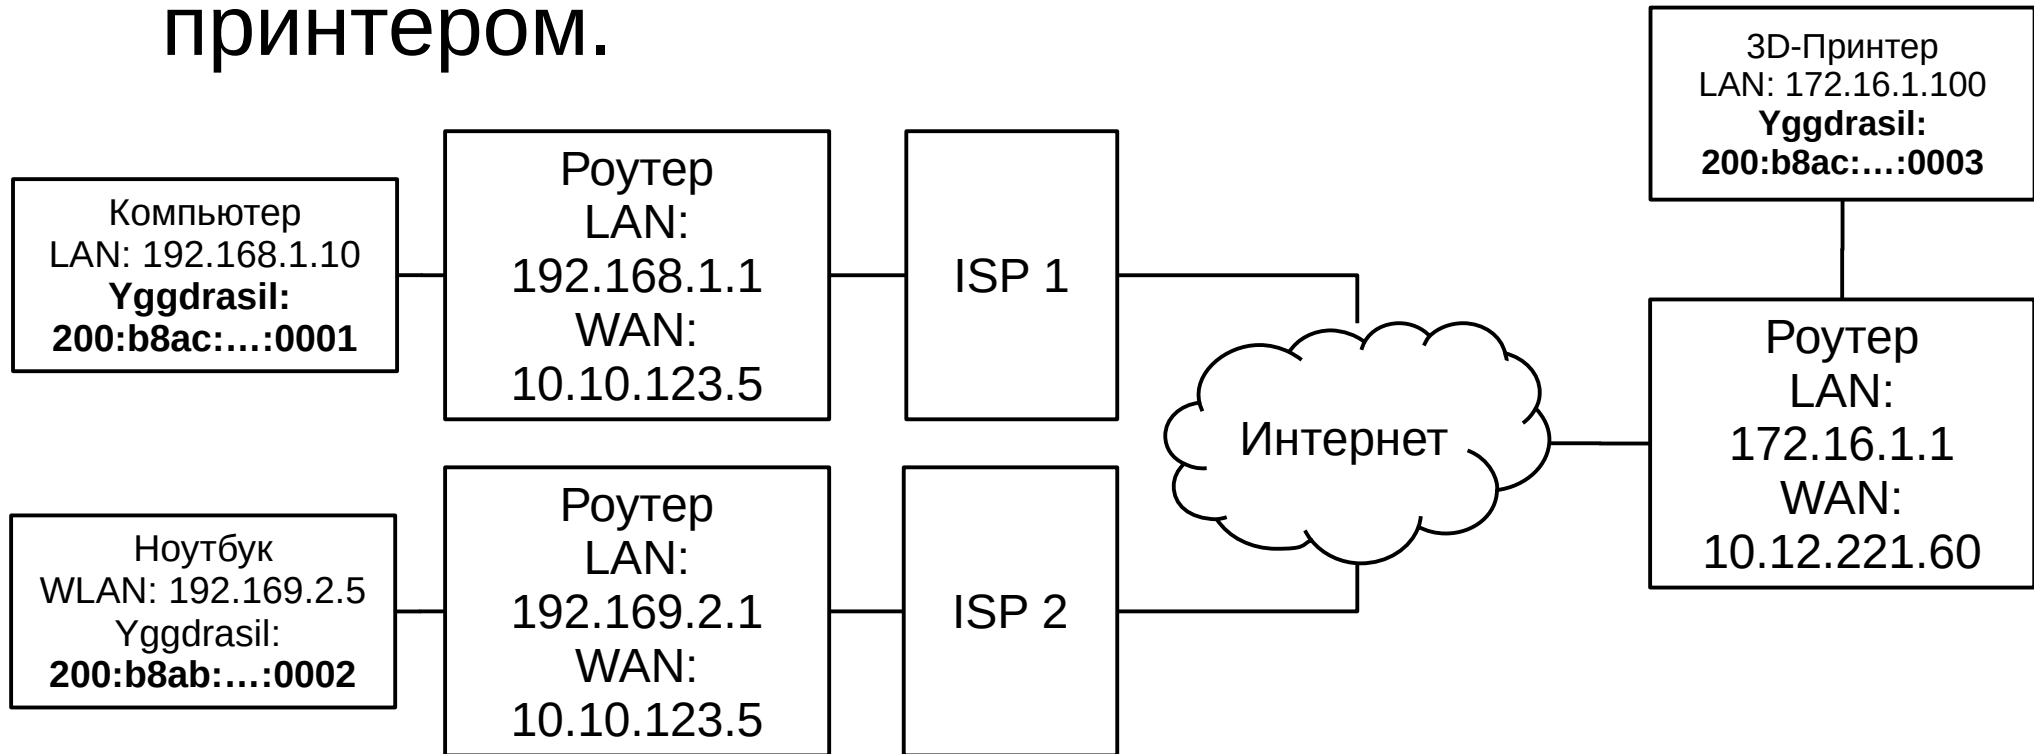 принтером.
3D-Принтер
LAN: 172.16.1.100
Yggdrasil:
200:b8ac:…:0003
Компьютер
LAN: 192.168.1.10
Yggdrasil:
200:b8ac:…:0001
Роутер
LAN:
192.168.1.1
WAN:
10.10.123.5
ISP 1
Интернет
Роутер
LAN:
172.16.1.1
WAN:
10.12.221.60
Ноутбук
WLAN: 192.169.2.5
Yggdrasil:
200:b8ab:…:0002
Роутер
LAN:
192.169.2.1
WAN:
10.10.123.5
ISP 2